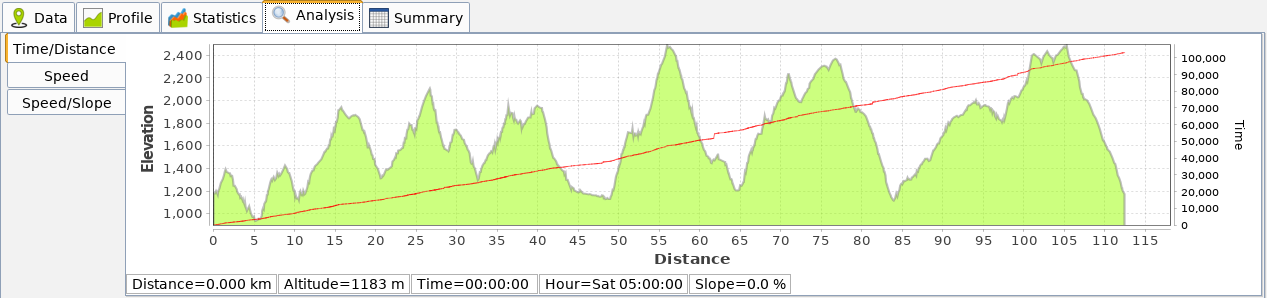 Data Profile Statistics Analysis Summary
Time/Distance
Speed
Speed/Slope
Elevation
2,400
2,200
2,000
1,800
1,600
1,400
1,200
1,000
100,000
90,000
80,000
70,000
60,000
50,000
40,000
30,000
20,000
10,000
0
Time
0 5 10 15 20 25 30 35 40 45 50 55 60 65 70 75 80 85 90 95 100 105 110 115
Distance
Distance=0.000 km Altitude=1183 m Time=00:00:00 Hour=Sat 05:00:00 Slope=0.0 %